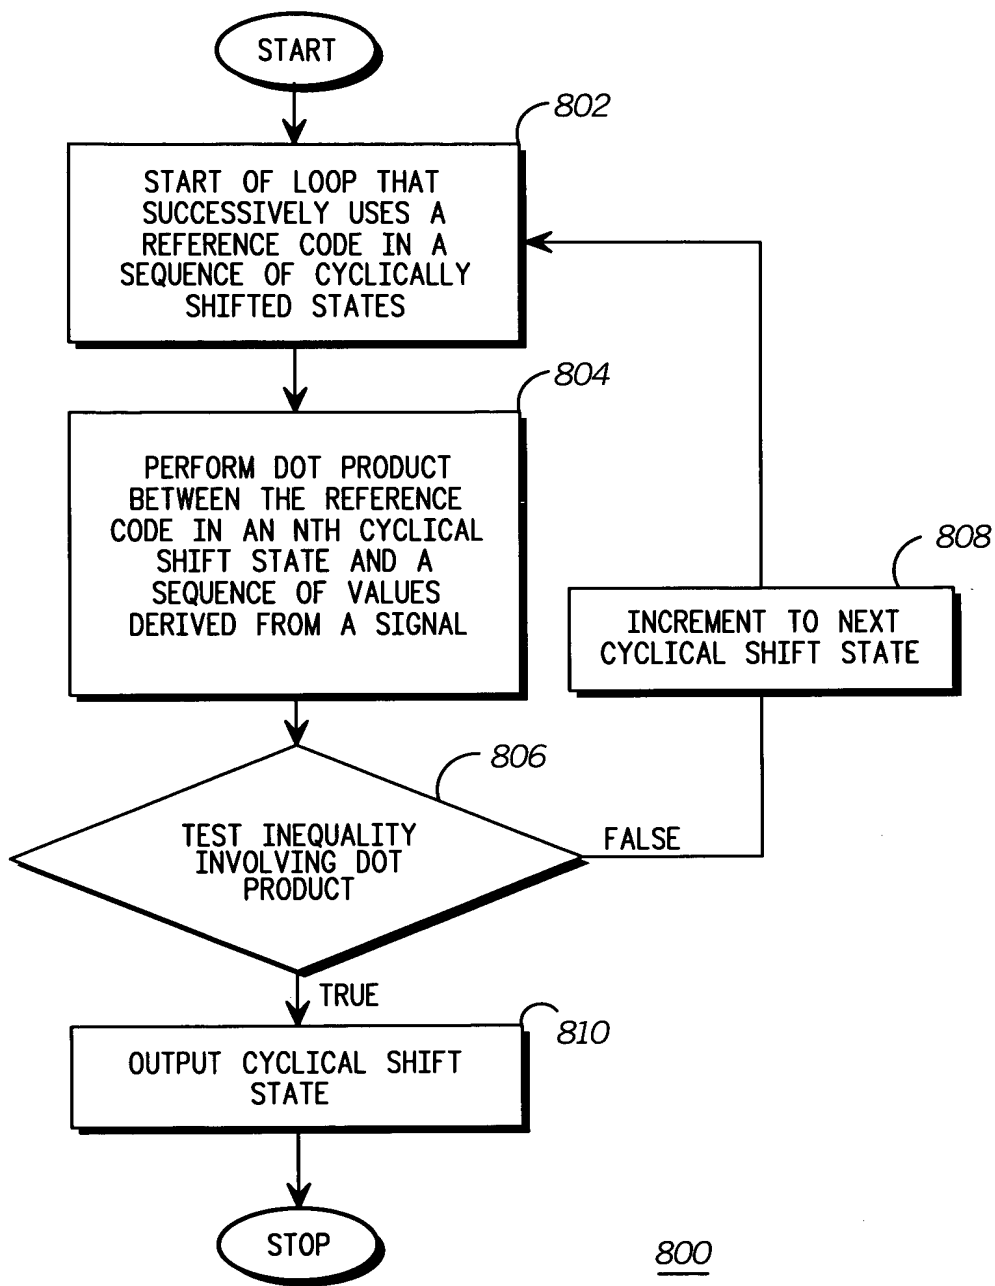 START
802
START OF LOOP THAT
SUCCESSIVELY USES A
REFERENCE CODE IN A
SEQUENCE OF CYCLICALLY
SHIFTED STATES
804
PERFORM DOT PRODUCT
BETWEEN THE REFERENCE
CODE IN AN NTH CYCLICAL
SHIFT STATE AND A
SEQUENCE OF VALUES
DERIVED FROM A SIGNAL
808
INCREMENT TO NEXT
CYCLICAL SHIFT STATE
806
TEST INEQUALITY
INVOLVING DOT
PRODUCT
FALSE
TRUE
810
OUTPUT CYCLICAL SHIFT
STATE
STOP
800